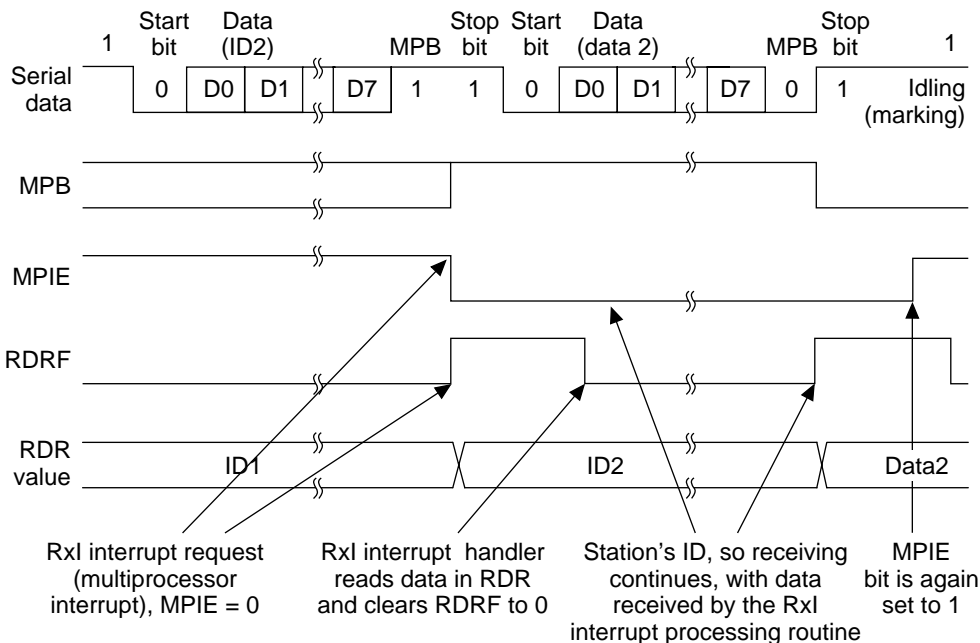 1
Start bit
Data (ID2)
MPB
Stop bit
Start bit
Data (data 2)
MPB
Stop bit
1
Serial data
0 D0 D1 D7 1 1 0 D0 D1 D7 0 1 Idling (marking)
MPB
MPIE
RDRF
RDR value
ID1 ID2 Data2
RxI interrupt request
(multiprocessor
interrupt), MPIE = 0
RxI interrupt handler
reads data in RDR
and clears RDRF to 0
Station's ID, so receiving
continues, with data
received by the RxI
interrupt processing routine
MPIE
bit is again
set to 1